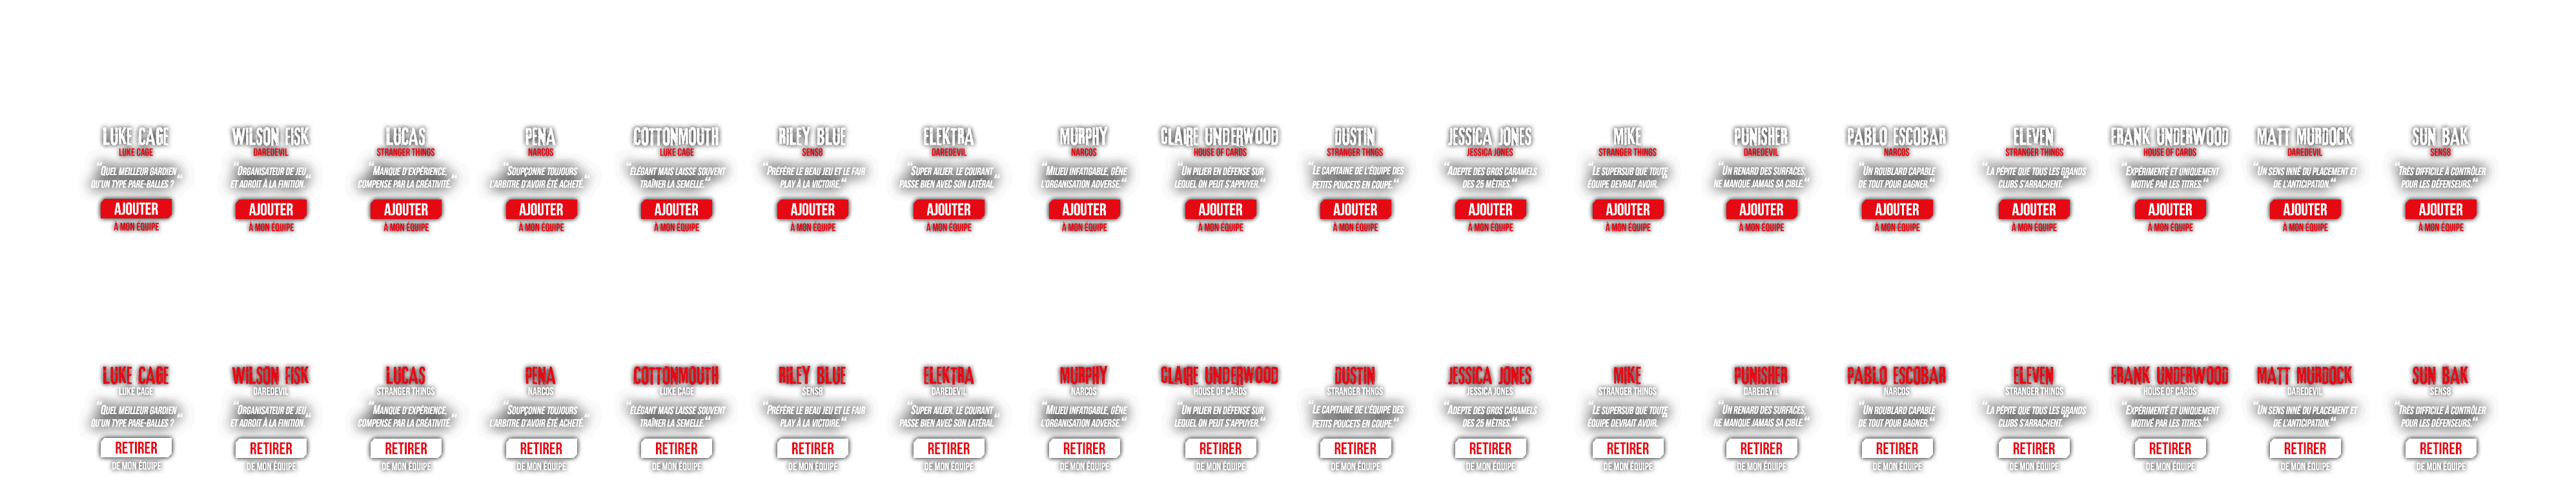 LUKE CAGE
LUKE CAGE
“QUEL MEILLEUR GARDIEN
QU'UN TYPE PARE-BALLES ?“
AJOUTER
À MON ÉQUIPE
WILSON FISK
DAREDEVIL
“ORGANISATEUR DE JEU
ET ADROIT À LA FINITION.“
AJOUTER
À MON ÉQUIPE
LUCAS
STRANGER THINGS
“MANQUE D'EXPÉRIENCE,
COMPENSE PAR LA CRÉATIVITÉ.“
AJOUTER
À MON ÉQUIPE
PENA
NARCOS
“SOUPÇONNE TOUJOURS
L'ARBITRE D'AVOIR ÉTÉ ACHETÉ.“
AJOUTER
À MON ÉQUIPE
COTTONMOUTH
LUKE CAGE
“ÉLÉGANT MAIS LAISSE SOUVENT
TRAÎNER LA SEMELLE.“
AJOUTER
À MON ÉQUIPE
RILEY BLUE
SENS8
“PRÉFÈRE LE BEAU JEU ET LE FAIR
PLAY À LA VICTOIRE.“
AJOUTER
À MON ÉQUIPE
ELEKTRA
DAREDEVIL
“SUPER AILIER. LE COURANT
PASSE BIEN AVEC SON LATÉRAL.“
AJOUTER
À MON ÉQUIPE
MURPHY
NARCOS
“MILIEU INFATIGABLE, GÊNE
L'ORGANISATION ADVERSE.“
AJOUTER
À MON ÉQUIPE
CLAIRE UNDERWOOD
HOUSE OF CARDS
“UN PILIER EN DÉFENSE SUR
LEQUEL ON PEUT S'APPUYER.“
AJOUTER
À MON ÉQUIPE
DUSTIN
STRANGER THINGS
“LE CAPITAINE DE L'ÉQUIPE DES
PETITS POUCETS EN COUPE.“
AJOUTER
À MON ÉQUIPE
JESSICA JONES
JESSICA JONES
“ADEPTE DES GROS CARAMELS
DES 25 MÈTRES.“
AJOUTER
À MON ÉQUIPE
MIKE
STRANGER THINGS
“LE SUPERSUB QUE TOUTE
ÉQUIPE DEVRAIT AVOIR.“
AJOUTER
À MON ÉQUIPE
PUNISHER
DAREDEVIL
“UN RENARD DES SURFACES,
NE MANQUE JAMAIS SA CIBLE.“
AJOUTER
À MON ÉQUIPE
PABLO ESCOBAR
NARCOS
“UN ROUBLARD CAPABLE
DE TOUT POUR GAGNER.“
AJOUTER
À MON ÉQUIPE
ELEVEN
STRANGER THINGS
“LA PÉPITE QUE TOUS LES GRANDS
CLUBS S'ARRACHENT.“
AJOUTER
À MON ÉQUIPE
FRANK UNDERWOOD
HOUSE OF CARDS
“EXPÉRIMENTÉ ET UNIQUEMENT
MOTIVÉ PAR LES TITRES.“
AJOUTER
À MON ÉQUIPE
MATT MURDOCK
DAREDEVIL
“UN SENS INNÉ DU PLACEMENT ET
DE L'ANTICIPATION.“
AJOUTER
À MON ÉQUIPE
SUN BAK
SENS8
“TRÈS DIFFICILE À CONTRÔLER
POUR LES DÉFENSEURS.“
AJOUTER
À MON ÉQUIPE
LUKE CAGE
LUKE CAGE
“QUEL MEILLEUR GARDIEN
QU'UN TYPE PARE-BALLES ?“
RETIRER
DE MON ÉQUIPE
WILSON FISK
DAREDEVIL
“ORGANISATEUR DE JEU
ET ADROIT À LA FINITION.“
RETIRER
DE MON ÉQUIPE
LUCAS
STRANGER THINGS
“MANQUE D'EXPÉRIENCE,
COMPENSE PAR LA CRÉATIVITÉ.“
RETIRER
DE MON ÉQUIPE
PENA
NARCOS
“SOUPÇONNE TOUJOURS
L'ARBITRE D'AVOIR ÉTÉ ACHETÉ.“
RETIRER
DE MON ÉQUIPE
COTTONMOUTH
LUKE CAGE
“ÉLÉGANT MAIS LAISSE SOUVENT
TRAÎNER LA SEMELLE.“
RETIRER
DE MON ÉQUIPE
RILEY BLUE
SENS8
“PRÉFÈRE LE BEAU JEU ET LE FAIR
PLAY À LA VICTOIRE.“
RETIRER
DE MON ÉQUIPE
ELEKTRA
DAREDEVIL
“SUPER AILIER. LE COURANT
PASSE BIEN AVEC SON LATÉRAL.“
RETIRER
DE MON ÉQUIPE
MURPHY
NARCOS
“MILIEU INFATIGABLE, GÊNE
L'ORGANISATION ADVERSE.“
RETIRER
DE MON ÉQUIPE
CLAIRE UNDERWOOD
HOUSE OF CARDS
“UN PILIER EN DÉFENSE SUR
LEQUEL ON PEUT S'APPUYER.“
RETIRER
DE MON ÉQUIPE
DUSTIN
STRANGER THINGS
“LE CAPITAINE DE L'ÉQUIPE DES
PETITS POUCETS EN COUPE.“
RETIRER
DE MON ÉQUIPE
JESSICA JONES
JESSICA JONES
“ADEPTE DES GROS CARAMELS
DES 25 MÈTRES.“
RETIRER
DE MON ÉQUIPE
MIKE
STRANGER THINGS
“LE SUPERSUB QUE TOUTE
ÉQUIPE DEVRAIT AVOIR.“
RETIRER
DE MON ÉQUIPE
PUNISHER
DAREDEVIL
“UN RENARD DES SURFACES,
NE MANQUE JAMAIS SA CIBLE.“
RETIRER
DE MON ÉQUIPE
PABLO ESCOBAR
NARCOS
“UN ROUBLARD CAPABLE
DE TOUT POUR GAGNER.“
RETIRER
DE MON ÉQUIPE
ELEVEN
STRANGER THINGS
“LA PÉPITE QUE TOUS LES GRANDS
CLUBS S'ARRACHENT.“
RETIRER
DE MON ÉQUIPE
FRANK UNDERWOOD
HOUSE OF CARDS
“EXPÉRIMENTÉ ET UNIQUEMENT
MOTIVÉ PAR LES TITRES.“
RETIRER
DE MON ÉQUIPE
MATT MURDOCK
DAREDEVIL
“UN SENS INNÉ DU PLACEMENT ET
DE L'ANTICIPATION.“
RETIRER
DE MON ÉQUIPE
SUN BAK
SENS8
“TRÈS DIFFICILE À CONTRÔLER
POUR LES DÉFENSEURS.“
RETIRER
DE MON ÉQUIPE